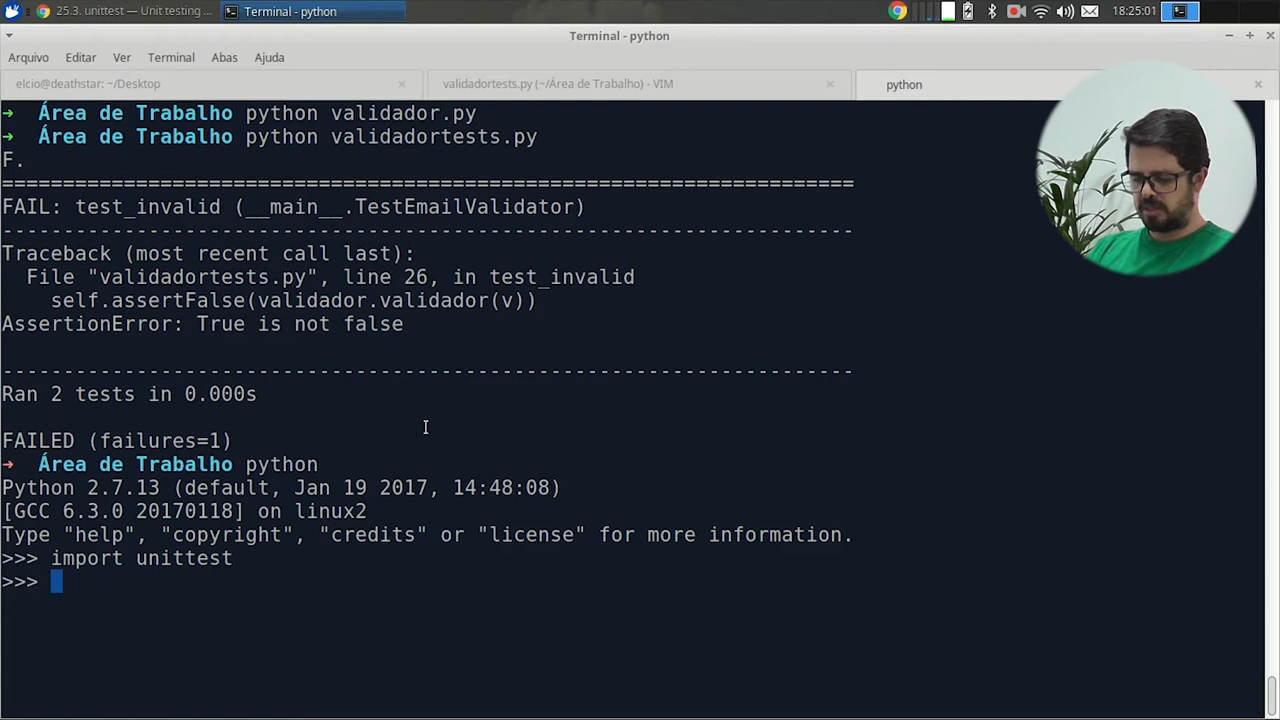 25.3. unittest — Unit testing ...
Terminal - python
18:25:01
Terminal - python
Arquivo Editar Ver Terminal Abas Ajuda
elcio@deathstar: ~/Desktop
validadortests.py (~/Área de Trabalho) - VIM
python
➜ Área de Trabalho python validador.py
➜ Área de Trabalho python validadortests.py
F.
======================================================================
FAIL: test_invalid (__main__.TestEmailValidator)
----------------------------------------------------------------------
Traceback (most recent call last):
File "validadortests.py", line 26, in test_invalid
self.assertFalse(validador.validador(v))
AssertionError: True is not false
----------------------------------------------------------------------
Ran 2 tests in 0.000s
FAILED (failures=1)
➜ Área de Trabalho python
Python 2.7.13 (default, Jan 19 2017, 14:48:08)
[GCC 6.3.0 20170118] on linux2
Type "help", "copyright", "credits" or "license" for more information.
>>> import unittest
>>>